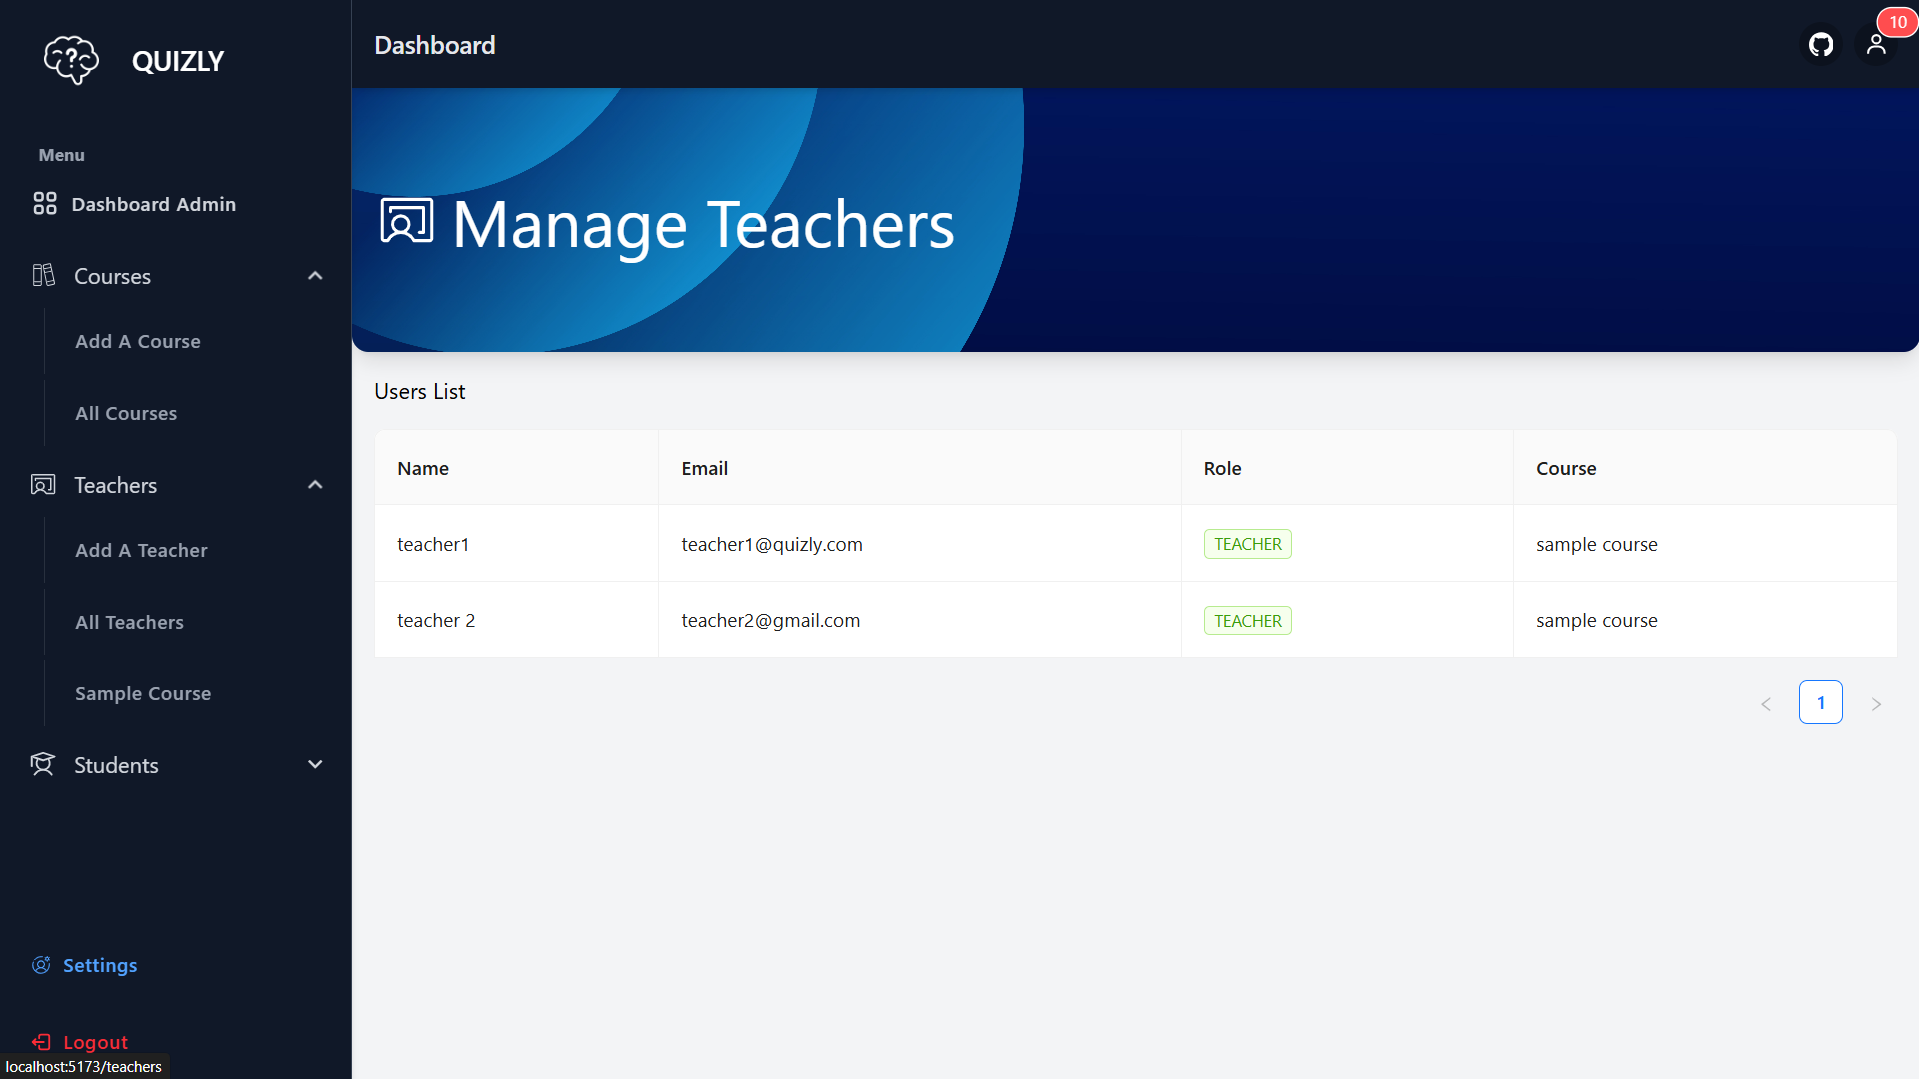 QUIZLY
Menu
Dashboard Admin
Courses
Add A Course
All Courses
Teachers
Add A Teacher
All Teachers
Sample Course
Students
Settings
Logout
localhost:5173/teachers
Dashboard
10
Manage Teachers
Users List
Name Email Role Course
teacher1 teacher1@quizly.com TEACHER sample course
teacher 2 teacher2@gmail.com TEACHER sample course
< 1 >